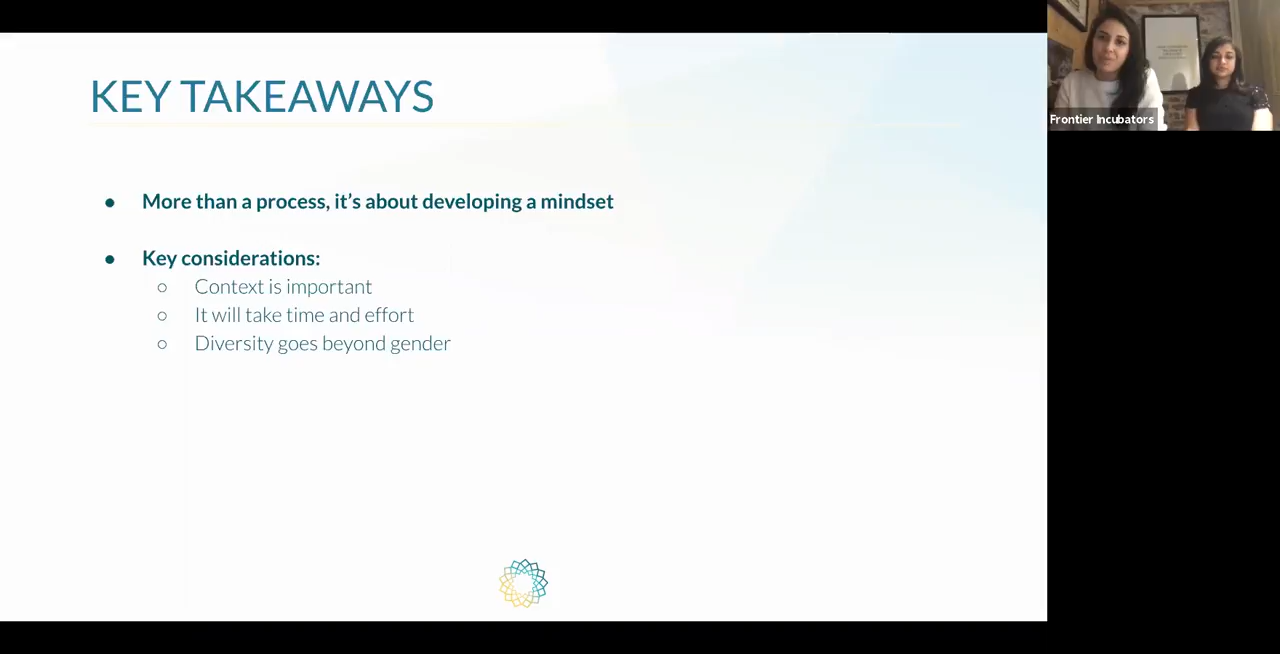 KEY TAKEAWAYS
● More than a process, it's about developing a mindset
● Key considerations:
○ Context is important
○ It will take time and effort
○ Diversity goes beyond gender
Frontier Incubators